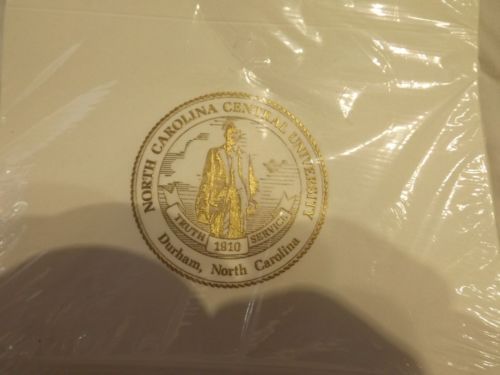 NORTH CAROLINA CENTRAL UNIVERSITY
TRUTH 1910 SERVICE
Durham, North Carolina